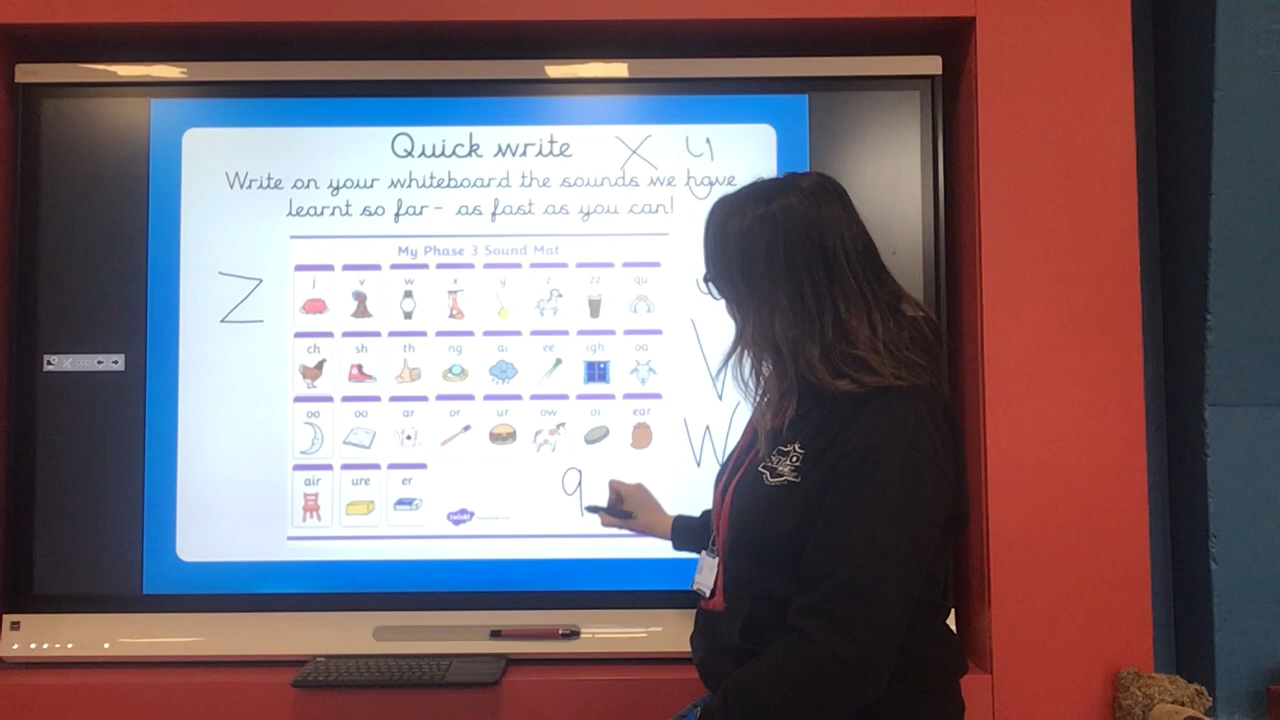 Quick write X y
Write on your whiteboard the sounds we have
learnt so far - as fast as you can!
My Phase 3 Sound Mat
j v w x y z zz qu
Z
V
ch sh th ng ai ee igh oa
oo oo ar or ur ow oi ear
W
air ure er
q
twinkl